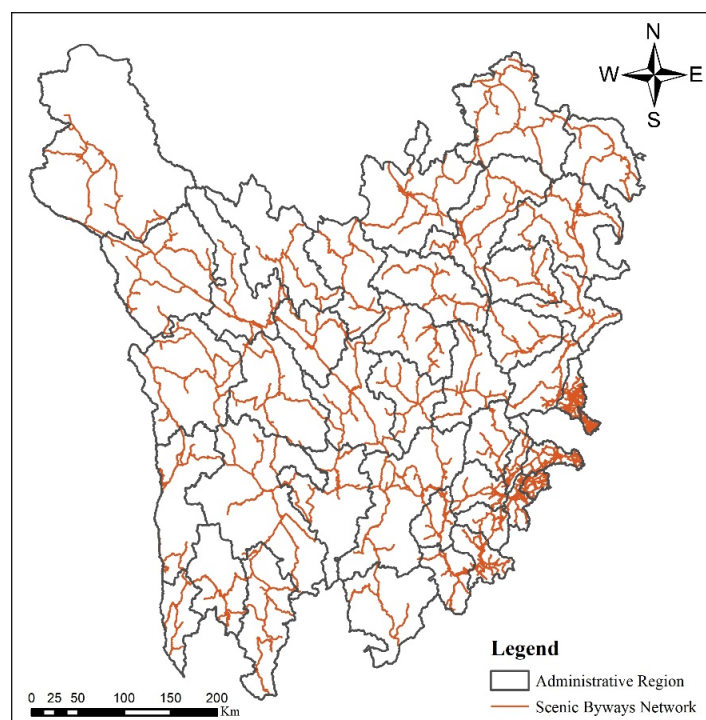 N
W E
S
Legend
Administrative Region
Scenic Byways Network
0 25 50 100 150 200
Km